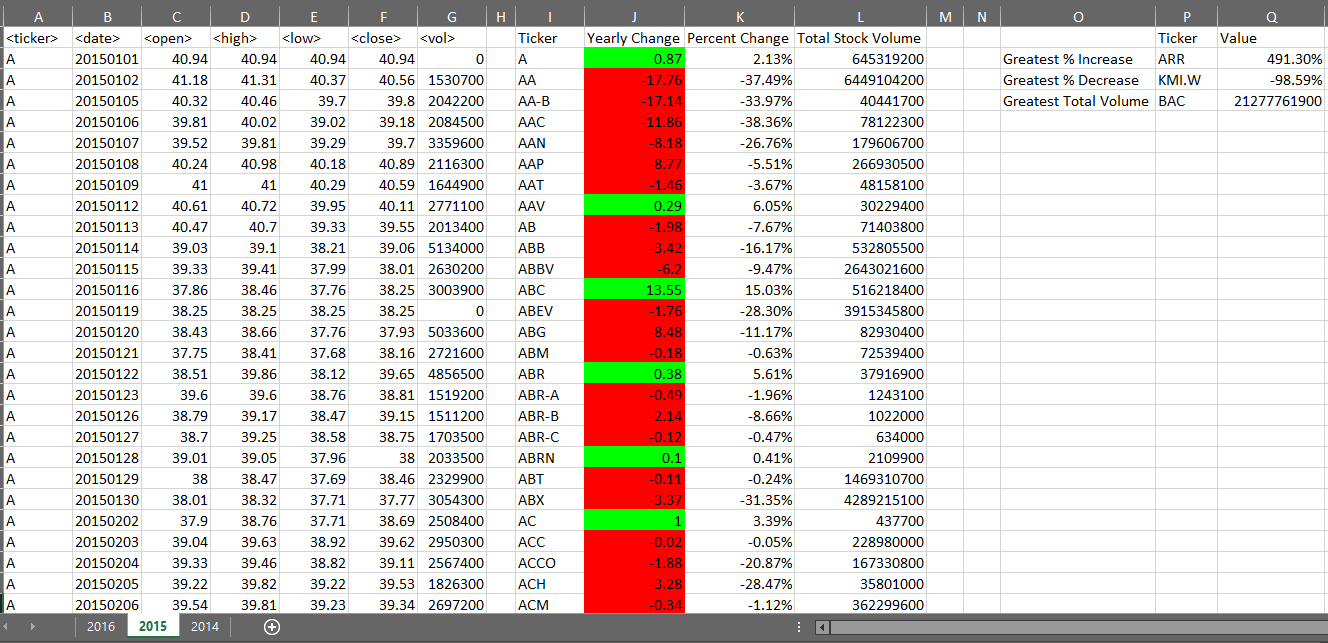 A B C D E F G H I J K L M N O P Q
<ticker> <date> <open> <high> <low> <close> <vol> Ticker Yearly Change Percent Change Total Stock Volume Ticker Value
A 20150101 40.94 40.94 40.94 40.94 0 A 0.87 2.13% 645319200 Greatest % Increase ARR 491.30%
A 20150102 41.18 41.31 40.37 40.56 1530700 AA -17.76 -37.49% 6449104200 Greatest % Decrease KMI.W -98.59%
A 20150105 40.32 40.46 39.7 39.8 2042200 AA-B -17.14 -33.97% 40441700 Greatest Total Volume BAC 21277761900
A 20150106 39.81 40.02 39.02 39.18 2084500 AAC -11.86 -38.36% 78122300
A 20150107 39.52 39.81 39.29 39.7 3359600 AAN -8.18 -26.76% 179606700
A 20150108 40.24 40.98 40.18 40.89 2116300 AAP -8.77 -5.51% 266930500
A 20150109 41 41 40.29 40.59 1644900 AAT -1.46 -3.67% 48158100
A 20150112 40.61 40.72 39.95 40.11 2771100 AAV 0.29 6.05% 30229400
A 20150113 40.47 40.7 39.33 39.55 2013400 AB -1.98 -7.67% 71403800
A 20150114 39.03 39.1 38.21 39.06 5134000 ABB -3.42 -16.17% 532805500
A 20150115 39.33 39.41 37.99 38.01 2630200 ABBV -6.2 -9.47% 2643021600
A 20150116 37.86 38.46 37.76 38.25 3003900 ABC 13.55 15.03% 516218400
A 20150119 38.25 38.25 38.25 38.25 0 ABEV -1.76 -28.30% 3915345800
A 20150120 38.43 38.66 37.76 37.93 5033600 ABG -8.48 -11.17% 82930400
A 20150121 37.75 38.41 37.68 38.16 2721600 ABM -0.18 -0.63% 72539400
A 20150122 38.51 39.86 38.12 39.65 4856500 ABR 0.38 5.61% 37916900
A 20150123 39.6 39.6 38.76 38.81 1519200 ABR-A -0.49 -1.96% 1243100
A 20150126 38.79 39.17 38.47 39.15 1511200 ABR-B -2.14 -8.66% 1022000
A 20150127 38.7 39.25 38.58 38.75 1703500 ABR-C -0.12 -0.47% 634000
A 20150128 39.01 39.05 37.96 38 2033500 ABRN 0.1 0.41% 2109900
A 20150129 38 38.47 37.69 38.46 2329900 ABT -0.11 -0.24% 1469310700
A 20150130 38.01 38.32 37.71 37.77 3054300 ABX -3.37 -31.35% 4289215100
A 20150202 37.9 38.76 37.71 38.69 2508400 AC 1 3.39% 437700
A 20150203 39.04 39.63 38.92 39.62 2950300 ACC -0.02 -0.05% 228980000
A 20150204 39.33 39.46 38.82 39.11 2567400 ACCO -1.88 -20.87% 167330800
A 20150205 39.22 39.82 39.22 39.53 1826300 ACH -3.28 -28.47% 35801000
A 20150206 39.54 39.81 39.23 39.34 2697200 ACM -0.34 -1.12% 362299600
2016 2015 2014